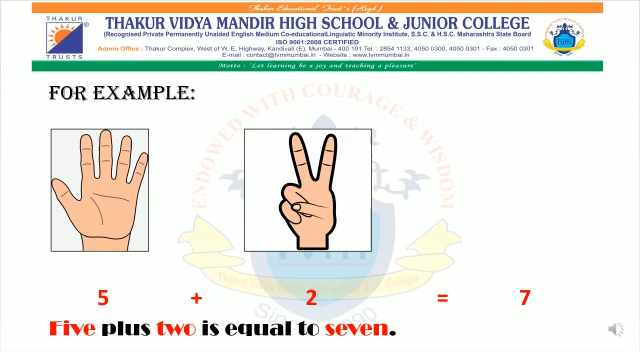 Thakur Educational Trust's (Regd.)
THAKUR
TRUSTS
THAKUR VIDYA MANDIR HIGH SCHOOL & JUNIOR COLLEGE
(Recognised Private Permanently Unaided English Medium Co-educationalLinguistic Minority Institute, S.S.C. & H.S.C. Maharashtra State Board
ISO 9001:2008 CERTIFIED
Admin Office : Thakur Complex, West of W. E. Highway, Kandivali (E), Mumbai - 400 101. Tel. : 2854 1133, 4050 0300, 4050 0301 - Fax : 4050 0301
E-mail : contact@tvmmumbai.in - Website : www.tvmmumbai.in
Motto : "Let learning be a joy and teaching a pleasure"
FOR EXAMPLE:
ENDOWED WITH COURAGE & WISDOM
5 + 2 = 7
Five plus two is equal to seven.